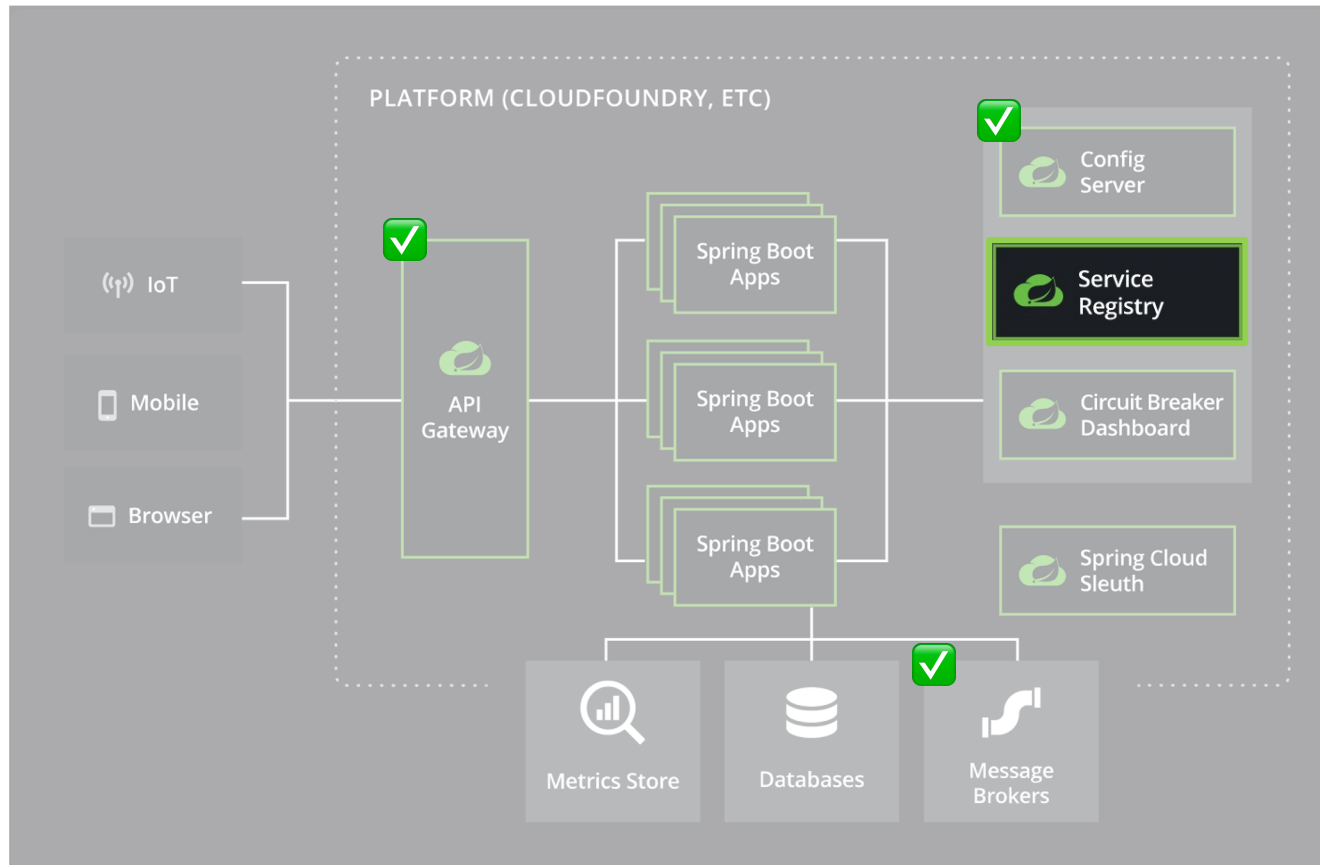 PLATFORM (CLOUDFOUNDRY, ETC)
IoT
Mobile
Browser
API
Gateway
Spring Boot
Apps
Spring Boot
Apps
Spring Boot
Apps
Config
Server
Service
Registry
Circuit Breaker
Dashboard
Spring Cloud
Sleuth
Metrics Store
Databases
Message
Brokers